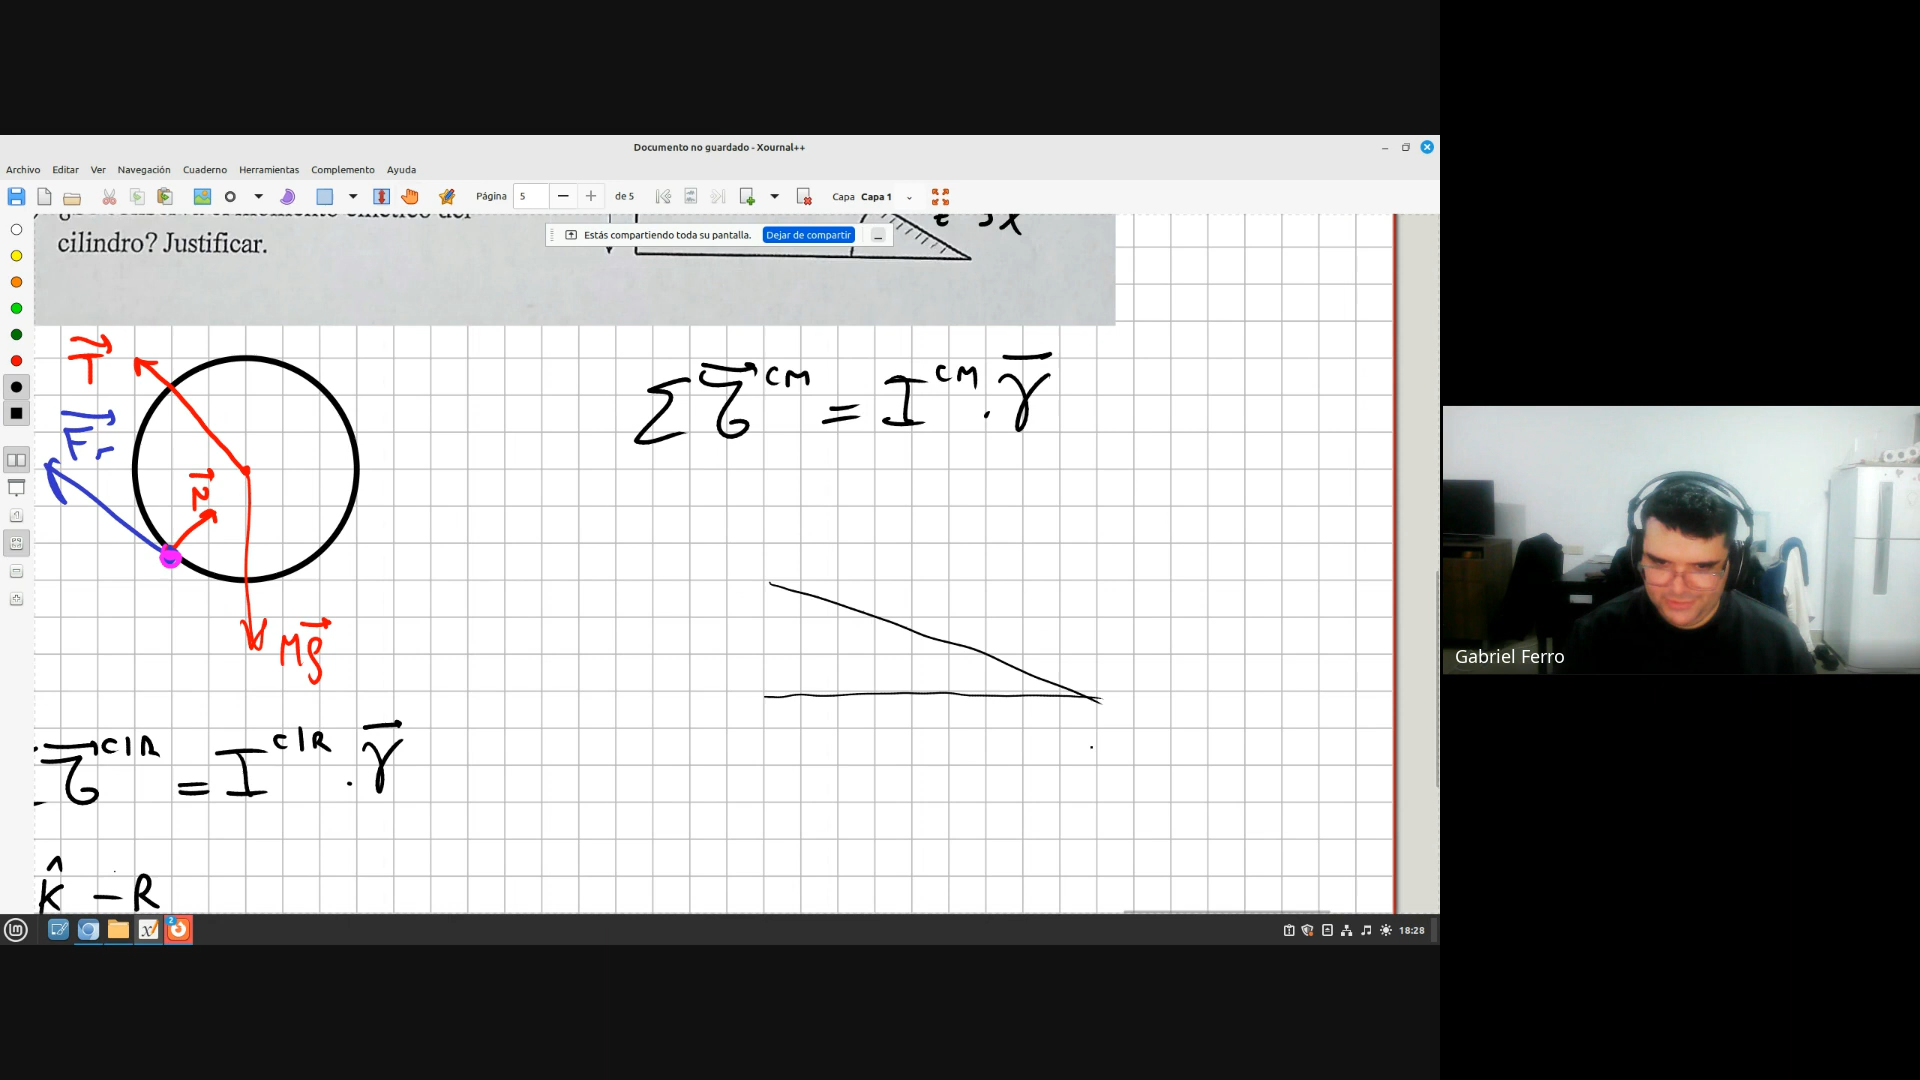 Documento no guardado - Xournal++
Archivo Editar Ver Navegación Cuaderno Herramientas Complemento Ayuda
Página 5 de 5 Capa Capa 1
Estás compartiendo toda su pantalla. Dejar de compartir
cilindro? Justificar.
T
Fr
N
Mg
Σ τ CM = I CM . γ
τ CIR = I CIR . γ
k̂ - R
Gabriel Ferro
2
18:28